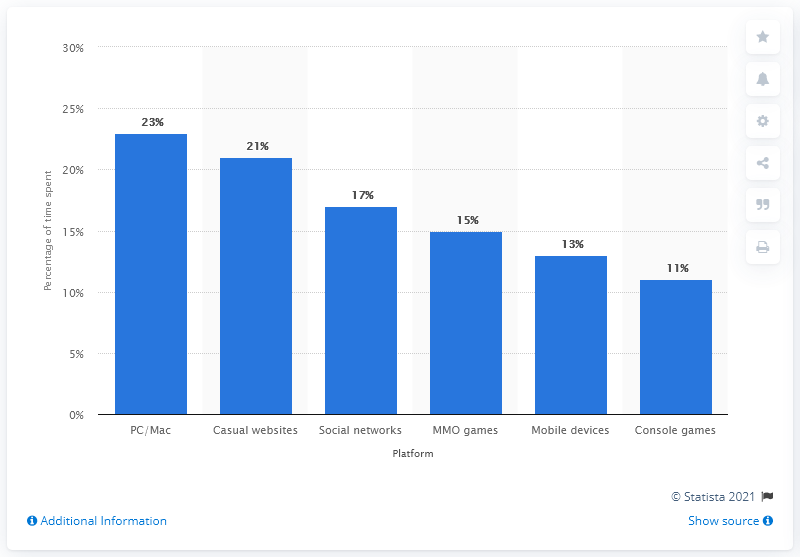 30%
25%
20%
15%
10%
5%
0%
Percentage of time spent
23%
21%
17%
15%
13%
11%
PC/Mac
Casual websites
Social networks
MMO games
Mobile devices
Console games
Platform
© Statista 2021
Additional Information
Show source